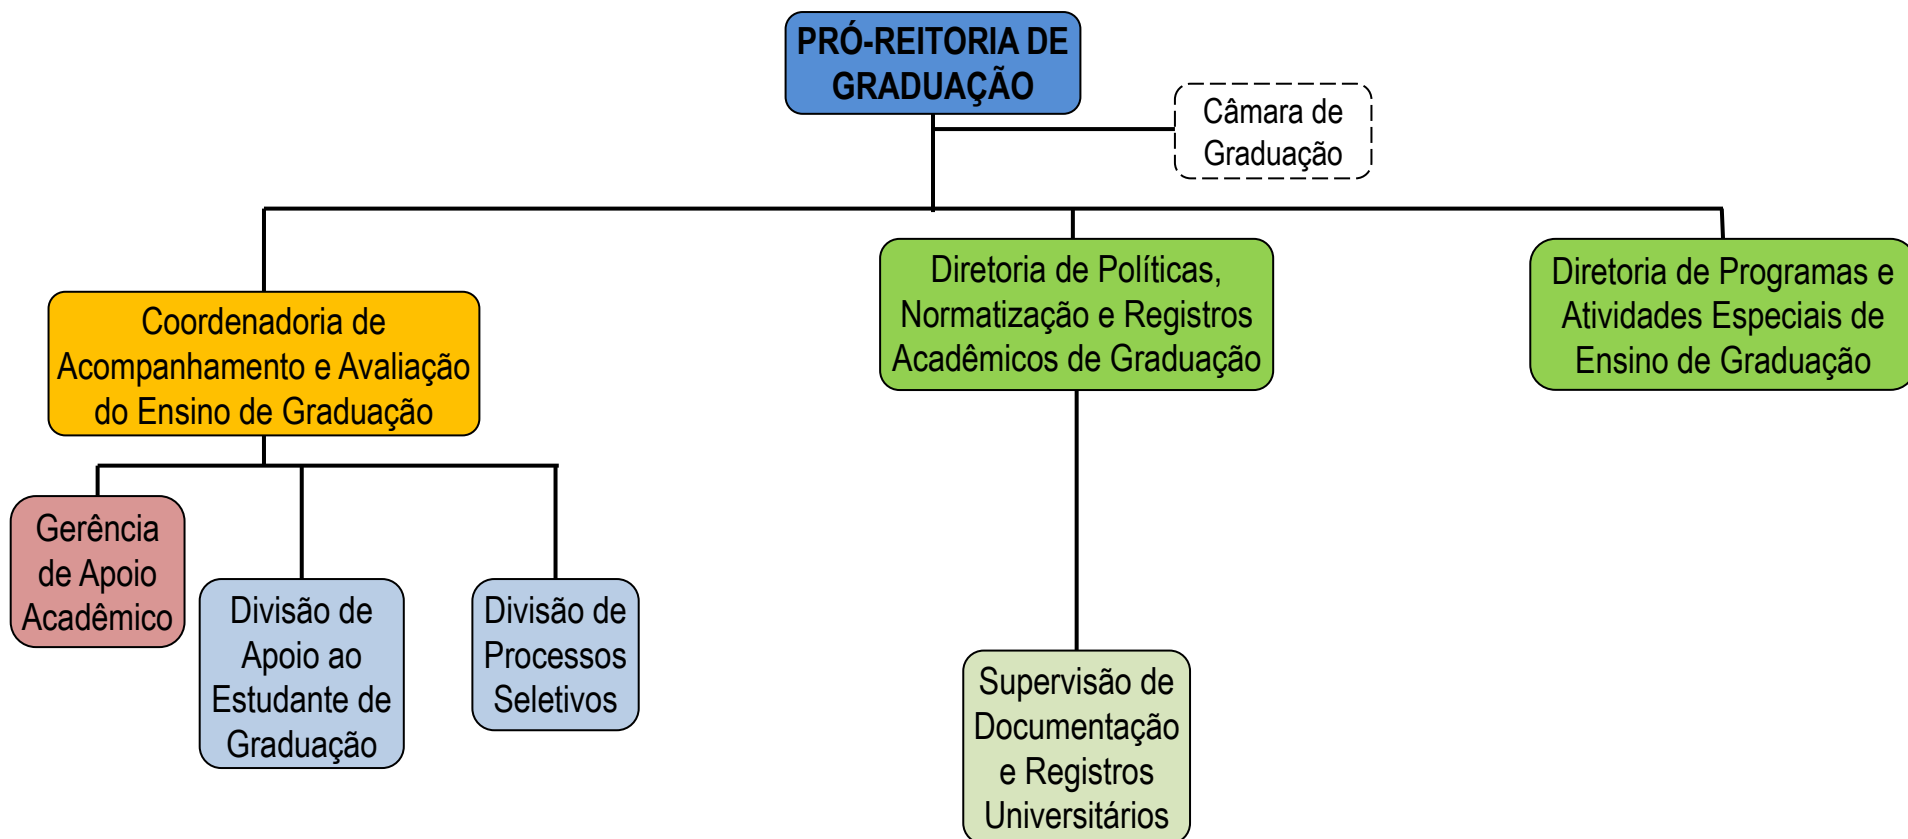 PRÓ-REITORIA DE
GRADUAÇÃO
Câmara de
Graduação
Coordenadoria de
Acompanhamento e Avaliação
do Ensino de Graduação
Diretoria de Políticas,
Normatização e Registros
Acadêmicos de Graduação
Diretoria de Programas e
Atividades Especiais de
Ensino de Graduação
Gerência
de Apoio
Acadêmico
Divisão de
Apoio ao
Estudante de
Graduação
Divisão de
Processos
Seletivos
Supervisão de
Documentação
e Registros
Universitários